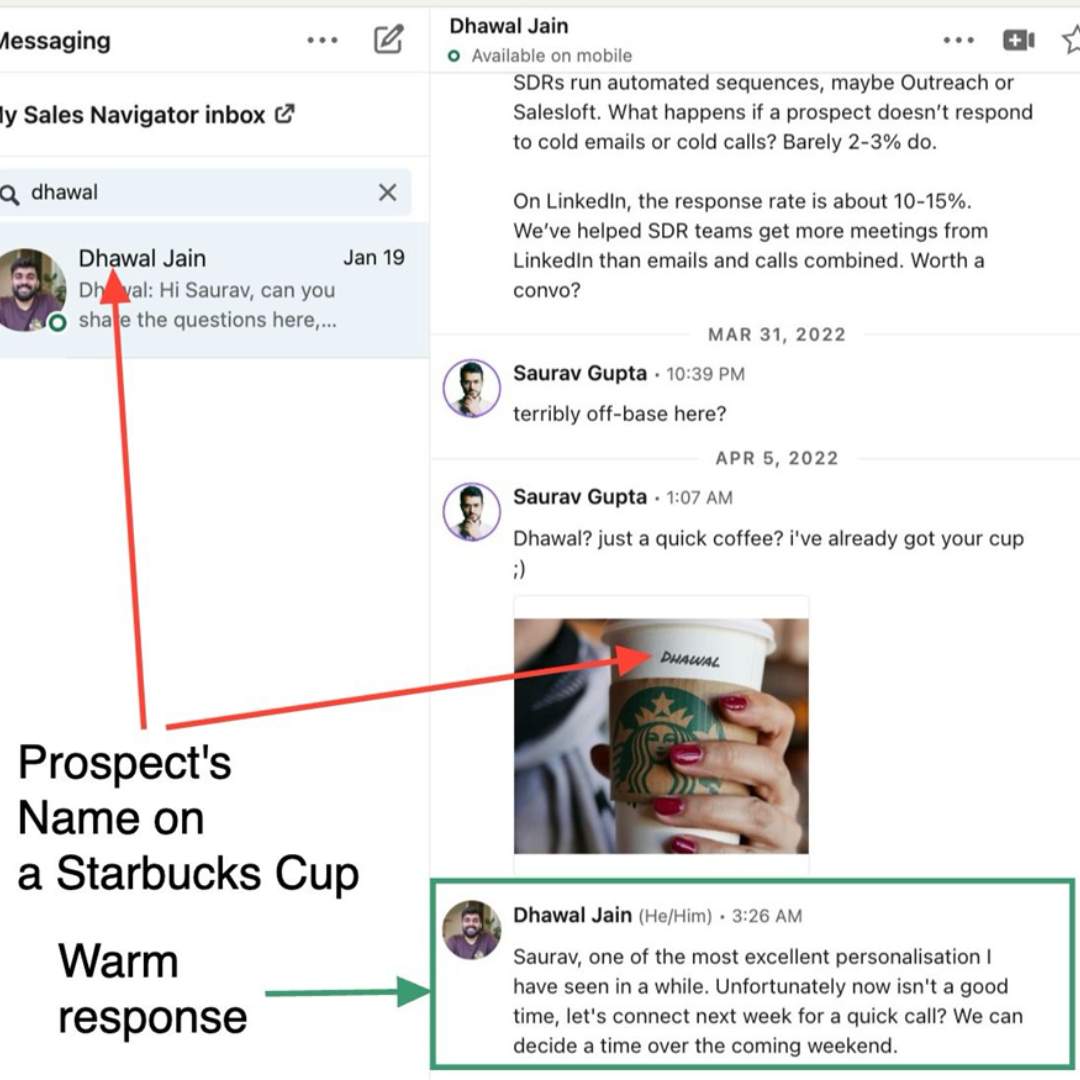 Messaging
My Sales Navigator inbox
dhawal
Dhawal Jain
Jan 19
Dhawal: Hi Saurav, can you
share the questions here,...
Prospect's
Name on
a Starbucks Cup
Warm
response
Dhawal Jain
Available on mobile
SDRs run automated sequences, maybe Outreach or
Salesloft. What happens if a prospect doesn’t respond
to cold emails or cold calls? Barely 2-3% do.
On LinkedIn, the response rate is about 10-15%.
We’ve helped SDR teams get more meetings from
LinkedIn than emails and calls combined. Worth a
convo?
MAR 31, 2022
Saurav Gupta • 10:39 PM
terribly off-base here?
APR 5, 2022
Saurav Gupta • 1:07 AM
Dhawal? just a quick coffee? i've already got your cup
;)
DHAWAL
Dhawal Jain (He/Him) • 3:26 AM
Saurav, one of the most excellent personalisation I
have seen in a while. Unfortunately now isn't a good
time, let's connect next week for a quick call? We can
decide a time over the coming weekend.